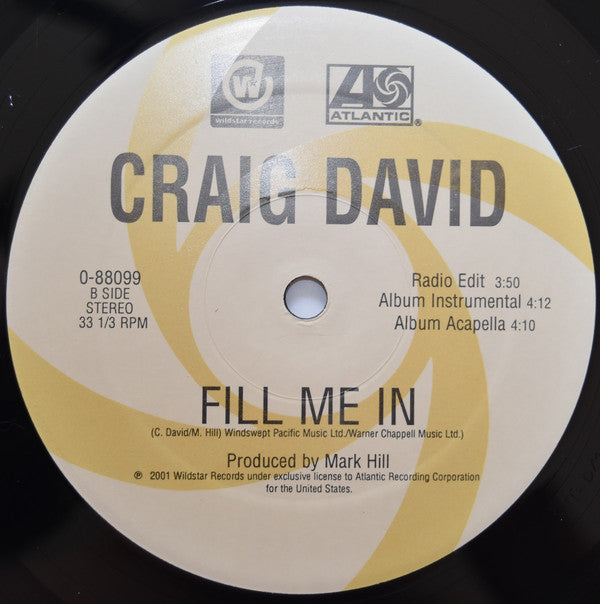 wildstar records
ATLANTIC®
CRAIG DAVID
0-88099
B SIDE
STEREO
33 1/3 RPM
Radio Edit 3:50
Album Instrumental 4:12
Album Acapella 4:10
FILL ME IN
(C. David/M. Hill) Windswept Pacific Music Ltd./Warner Chappell Music Ltd.)
Produced by Mark Hill
℗ 2001 Wildstar Records under exclusive license to Atlantic Recording Corporation
for the United States.